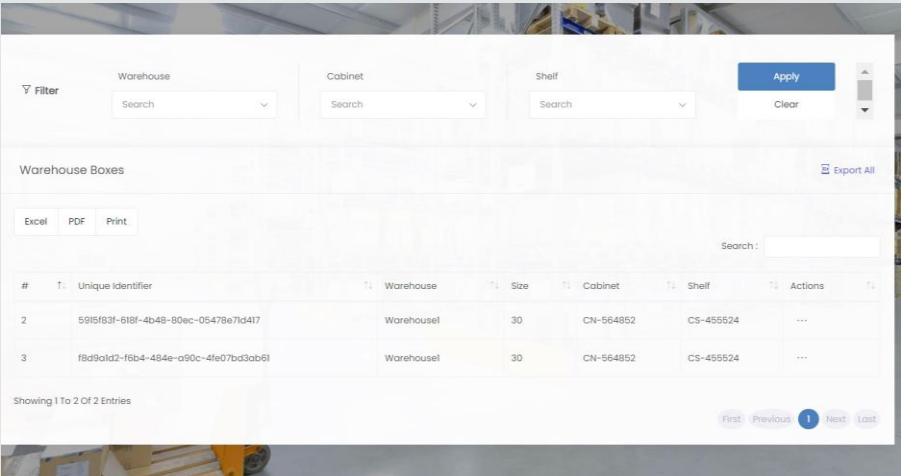 Filter
Warehouse
Search
Cabinet
Search
Shelf
Search
Apply
Clear
Warehouse Boxes
Export All
Excel PDF Print
Search :
# Unique Identifier Warehouse Size Cabinet Shelf Actions
2 5915f83f-618f-4b48-80ec-05478e71d417 Warehouse1 30 CN-564852 CS-455524 ...
3 f8d9a1d2-f6b4-484e-a90c-4fe07bd3ab61 Warehouse1 30 CN-564852 CS-455524 ...
Showing 1 To 2 Of 2 Entries
First Previous 1 Next Last